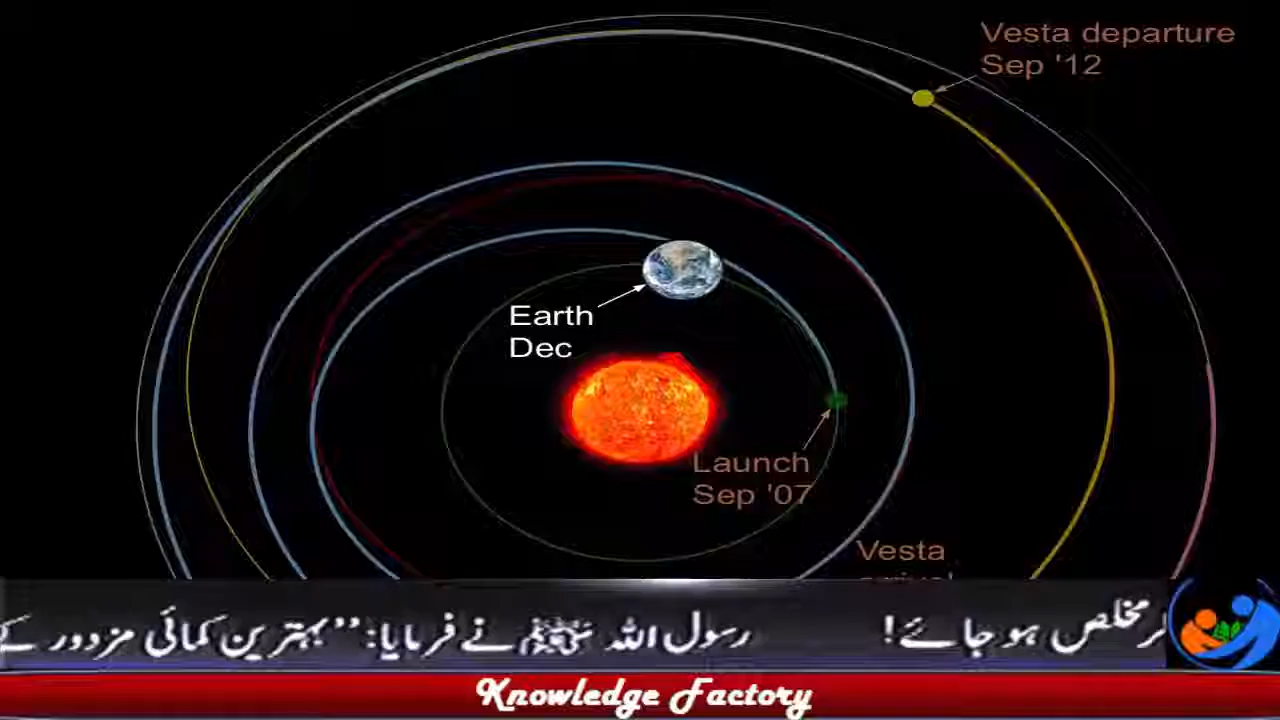 Vesta departure
Sep '12
Earth
Dec
Launch
Sep '07
Vesta
مخلص ہو جائے! رسول اللہ ﷺ نے فرمایا: ’’بہترین کمائی مزدور کے
Knowledge Factory